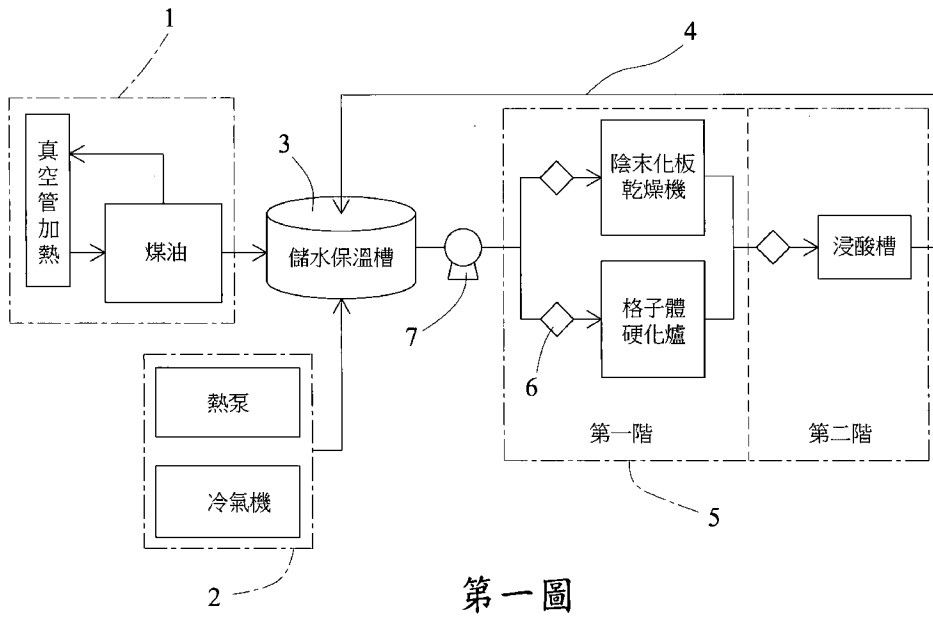 1
4
真空管加熱
煤油
3
儲水保溫槽
7
陰末化板
乾燥機
格子體
硬化爐
6
浸酸槽
熱泵
冷氣機
第一階
第二階
5
2
第一圖